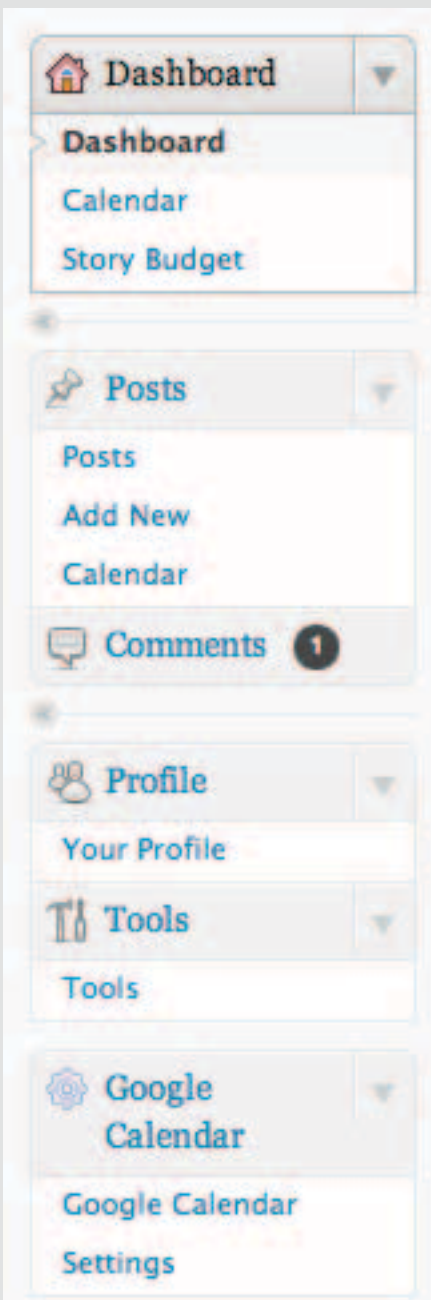 Dashboard
Dashboard
Calendar
Story Budget
Posts
Posts
Add New
Calendar
Comments 1
Profile
Your Profile
Tools
Tools
Google
Calendar
Google Calendar
Settings